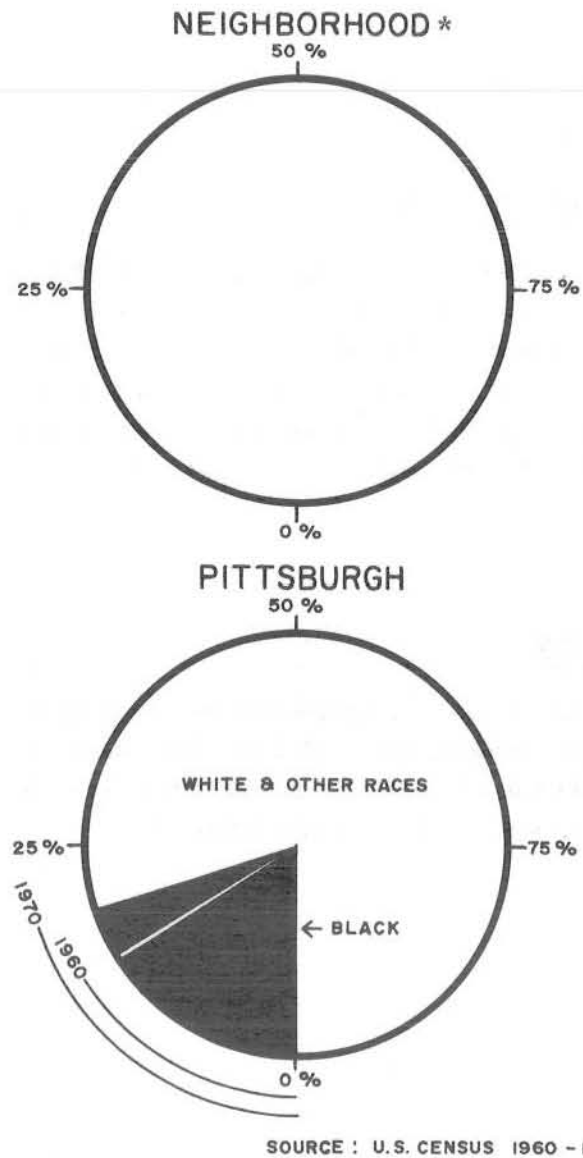 NEIGHBORHOOD *
50 %
25 %
75 %
0 %
PITTSBURGH
50 %
WHITE & OTHER RACES
25 %
75 %
← BLACK
1970
1960
0 %
SOURCE : U.S. CENSUS 1960 -